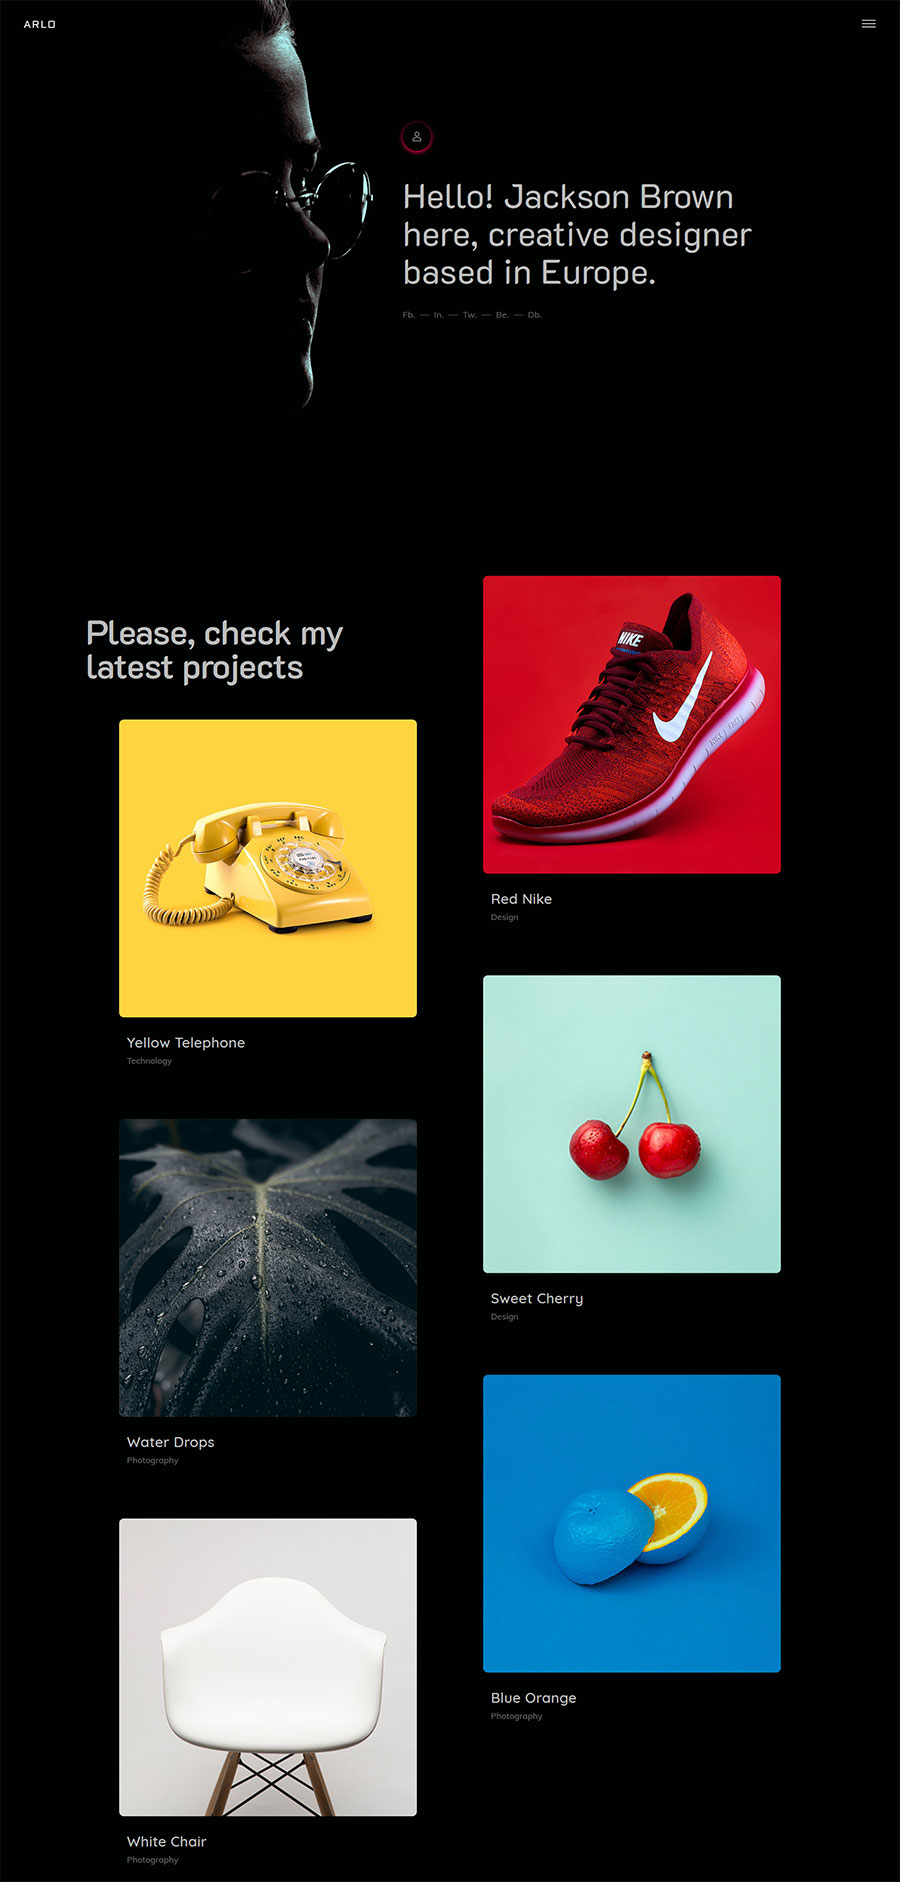 ARLO
Hello! Jackson Brown
here, creative designer
based in Europe.
Fb. — In. — Tw. — Be. — Db.
Please, check my
latest projects
NIKE
Red Nike
Design
Yellow Telephone
Technology
Sweet Cherry
Design
Water Drops
Photography
Blue Orange
Photography
White Chair
Photography